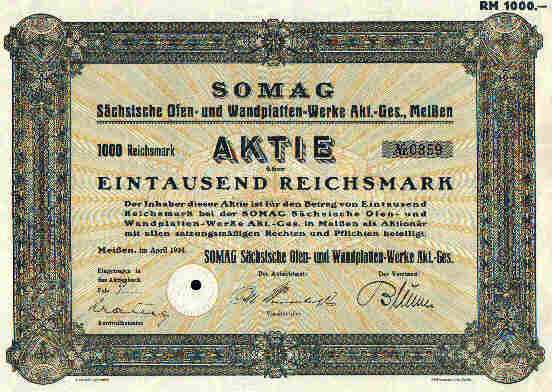 RM 1000.—
SOMAG
Sächsische Ofen- und Wandplatten-Werke Akt.-Ges., Meißen
1000 Reichsmark
AKTIE
№ 0859
über
EINTAUSEND REICHSMARK
Der Inhaber dieser Aktie ist für den Betrag von Eintausend
Reichsmark bei der SOMAG Sächsische Ofen- und
Wandplatten-Werke Akt.-Ges. in Meißen als Aktionär
mit allen satzungsmäßigen Rechten und Pflichten beteiligt.
Meißen, im April 1934.
SOMAG Sächsische Ofen- und Wandplatten-Werke Akt.-Ges.
Eingetragen in
das Aktienbuch
Der Aufsichtsrat:
Der Vorstand:
Blümer
Vorsitzender
Kontrollbeamter